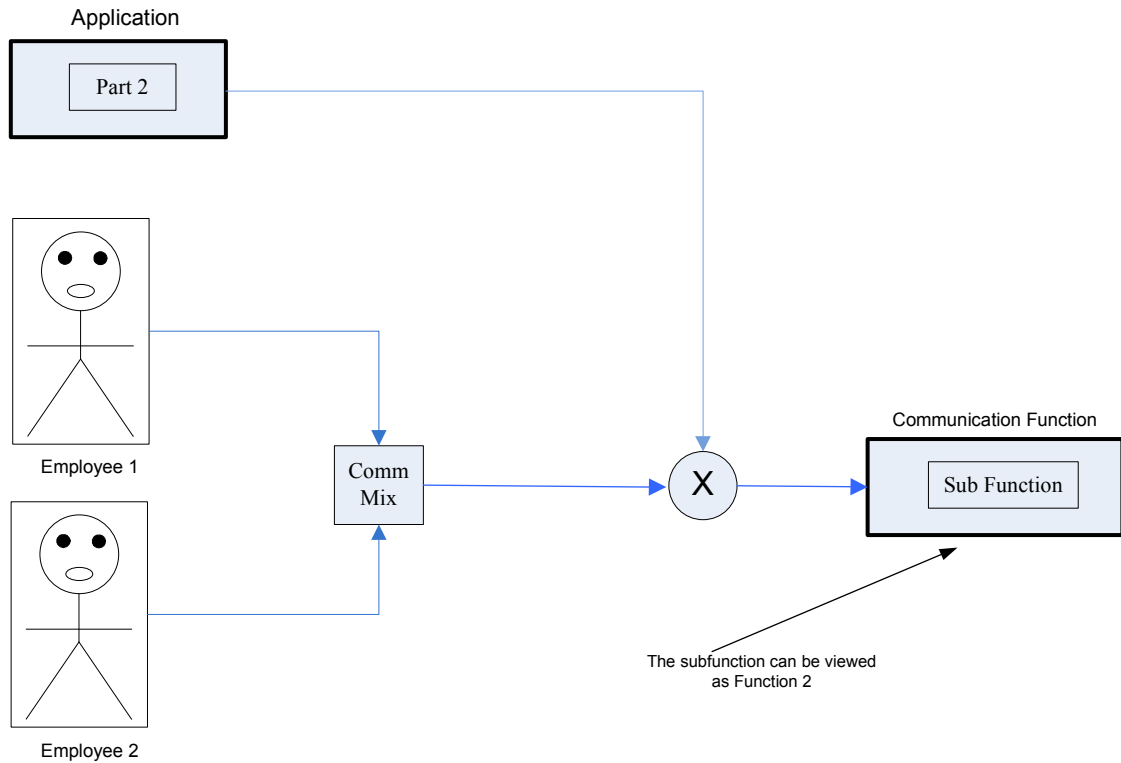 Application
Part 2
Employee 1
Comm
Mix
X
Communication Function
Sub Function
The subfunction can be viewed
as Function 2
Employee 2